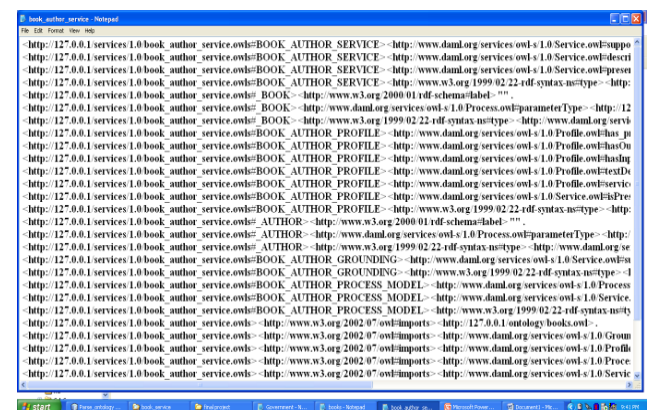 book_author_service - Notepad
File Edit Format View Help
<http://127.0.0.1/services/1.0/book_author_service.owls#BOOK_AUTHOR_SERVICE><http://www.daml.org/services/owl-s/1.0/Service.owl#suppo
<http://127.0.0.1/services/1.0/book_author_service.owls#BOOK_AUTHOR_SERVICE><http://www.daml.org/services/owl-s/1.0/Service.owl#descri
<http://127.0.0.1/services/1.0/book_author_service.owls#BOOK_AUTHOR_SERVICE><http://www.daml.org/services/owl-s/1.0/Service.owl#presen
<http://127.0.0.1/services/1.0/book_author_service.owls#BOOK_AUTHOR_SERVICE><http://www.w3.org/1999/02/22-rdf-syntax-ns#type><http:
<http://127.0.0.1/services/1.0/book_author_service.owls#_BOOK><http://www.w3.org/2000/01/rdf-schema#label> "" .
<http://127.0.0.1/services/1.0/book_author_service.owls#_BOOK><http://www.daml.org/services/owl-s/1.0/Process.owl#parameterType><http://12
<http://127.0.0.1/services/1.0/book_author_service.owls#_BOOK><http://www.w3.org/1999/02/22-rdf-syntax-ns#type><http://www.daml.org/servi
<http://127.0.0.1/services/1.0/book_author_service.owls#BOOK_AUTHOR_PROFILE><http://www.daml.org/services/owl-s/1.0/Profile.owl#has_pr
<http://127.0.0.1/services/1.0/book_author_service.owls#BOOK_AUTHOR_PROFILE><http://www.daml.org/services/owl-s/1.0/Profile.owl#hasOu
<http://127.0.0.1/services/1.0/book_author_service.owls#BOOK_AUTHOR_PROFILE><http://www.daml.org/services/owl-s/1.0/Profile.owl#hasInp
<http://127.0.0.1/services/1.0/book_author_service.owls#BOOK_AUTHOR_PROFILE><http://www.daml.org/services/owl-s/1.0/Profile.owl#textDe
<http://127.0.0.1/services/1.0/book_author_service.owls#BOOK_AUTHOR_PROFILE><http://www.daml.org/services/owl-s/1.0/Profile.owl#servic
<http://127.0.0.1/services/1.0/book_author_service.owls#BOOK_AUTHOR_PROFILE><http://www.daml.org/services/owl-s/1.0/Service.owl#isPres
<http://127.0.0.1/services/1.0/book_author_service.owls#BOOK_AUTHOR_PROFILE><http://www.w3.org/1999/02/22-rdf-syntax-ns#type><http:
<http://127.0.0.1/services/1.0/book_author_service.owls#_AUTHOR><http://www.w3.org/2000/01/rdf-schema#label> "" .
<http://127.0.0.1/services/1.0/book_author_service.owls#_AUTHOR><http://www.daml.org/services/owl-s/1.0/Process.owl#parameterType><http:/
<http://127.0.0.1/services/1.0/book_author_service.owls#_AUTHOR><http://www.w3.org/1999/02/22-rdf-syntax-ns#type><http://www.daml.org/se
<http://127.0.0.1/services/1.0/book_author_service.owls#BOOK_AUTHOR_GROUNDING><http://www.daml.org/services/owl-s/1.0/Service.owl#su
<http://127.0.0.1/services/1.0/book_author_service.owls#BOOK_AUTHOR_GROUNDING><http://www.w3.org/1999/02/22-rdf-syntax-ns#type><l
<http://127.0.0.1/services/1.0/book_author_service.owls#BOOK_AUTHOR_PROCESS_MODEL><http://www.daml.org/services/owl-s/1.0/Process
<http://127.0.0.1/services/1.0/book_author_service.owls#BOOK_AUTHOR_PROCESS_MODEL><http://www.daml.org/services/owl-s/1.0/Service.
<http://127.0.0.1/services/1.0/book_author_service.owls#BOOK_AUTHOR_PROCESS_MODEL><http://www.w3.org/1999/02/22-rdf-syntax-ns#ty
<http://127.0.0.1/services/1.0/book_author_service.owls><http://www.w3.org/2002/07/owl#imports><http://127.0.0.1/ontology/books.owl> .
<http://127.0.0.1/services/1.0/book_author_service.owls><http://www.w3.org/2002/07/owl#imports><http://www.daml.org/services/owl-s/1.0/Groun
<http://127.0.0.1/services/1.0/book_author_service.owls><http://www.w3.org/2002/07/owl#imports><http://www.daml.org/services/owl-s/1.0/Profile
<http://127.0.0.1/services/1.0/book_author_service.owls><http://www.w3.org/2002/07/owl#imports><http://www.daml.org/services/owl-s/1.0/Proce
<http://127.0.0.1/services/1.0/book_author_service.owls><http://www.w3.org/2002/07/owl#imports><http://www.daml.org/services/owl-s/1.0/Servic
start Parse_ontology ... book_service finalproject Government - N... books - Notepad book_author_se... Microsoft Power... Document1 - Mic... 9:41 PM